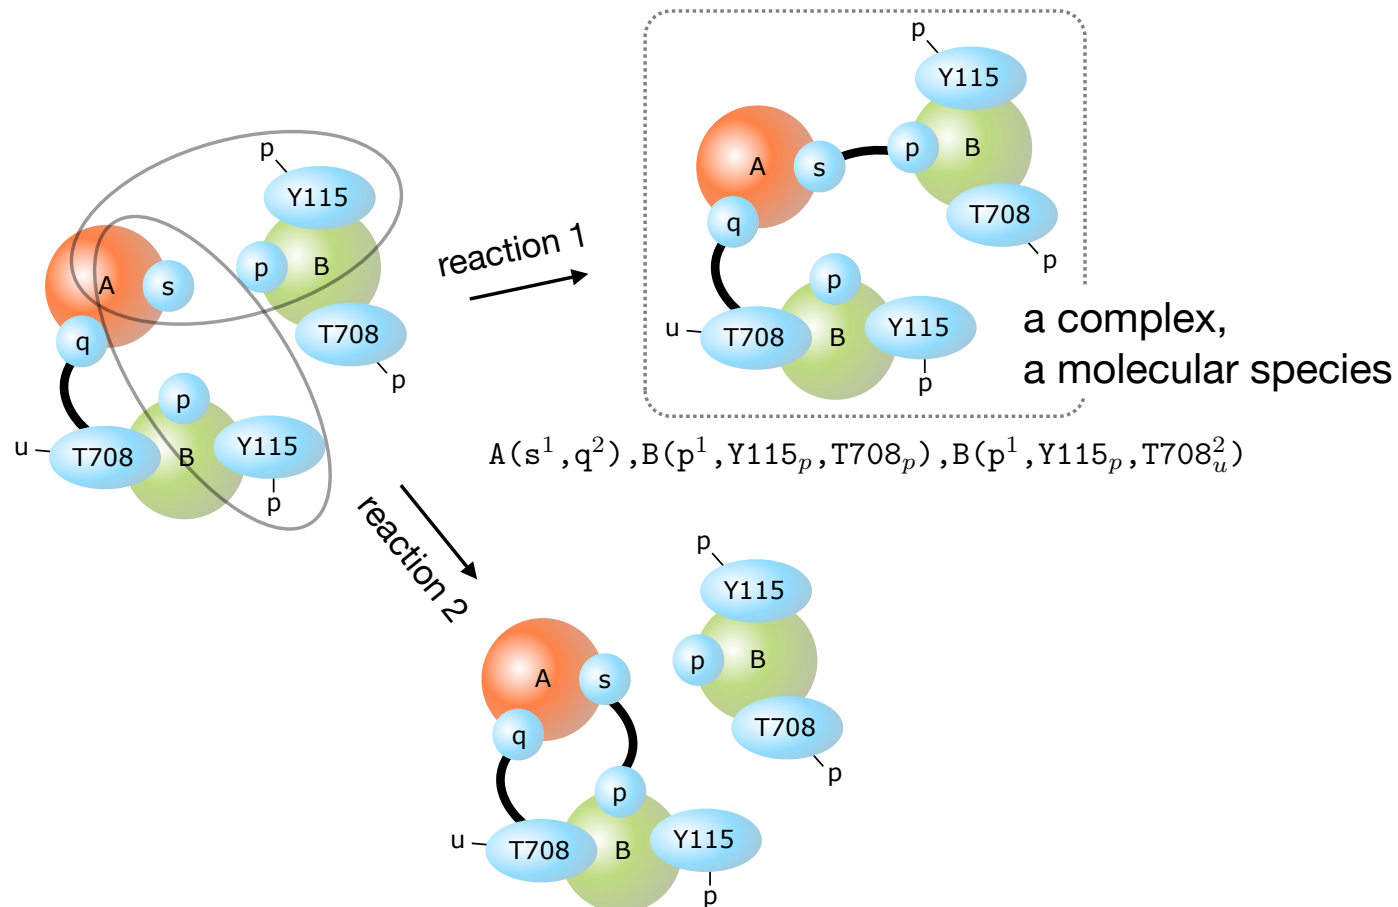 p
Y115
A
s
p
B
q
T708
p
p
u
T708
B
Y115
p
reaction 1
p
Y115
A
s
p
B
q
T708
p
p
u
T708
B
Y115
p
a complex,
a molecular species
A(s¹,q²),B(p¹,Y115ₚ,T708ₚ),B(p¹,Y115ₚ,T708²ᵤ)
reaction 2
p
Y115
A
s
p
B
q
T708
p
p
u
T708
B
Y115
p